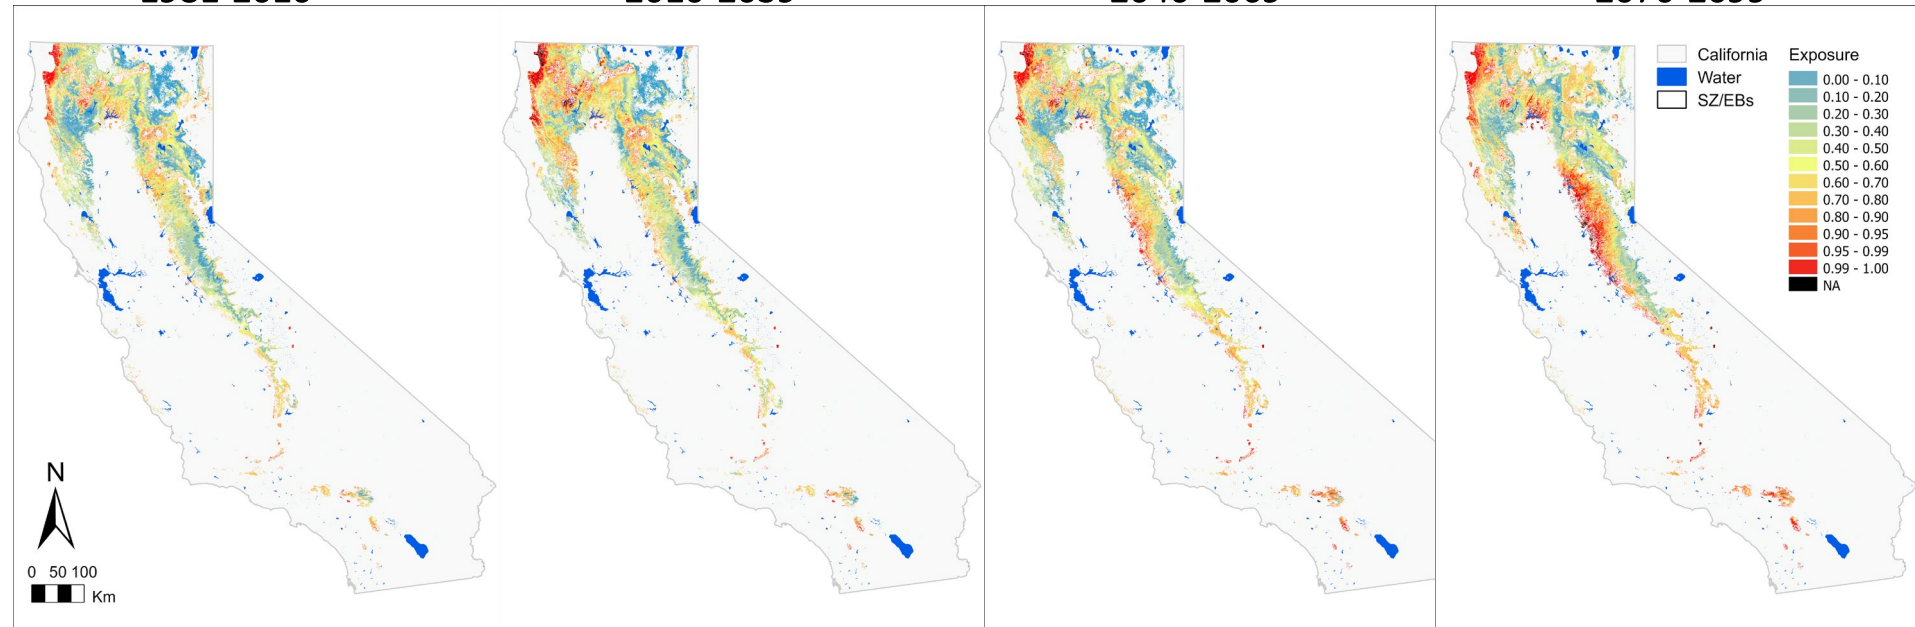 California
Water
SZ/EBs
Exposure
0.00 - 0.10
0.10 - 0.20
0.20 - 0.30
0.30 - 0.40
0.40 - 0.50
0.50 - 0.60
0.60 - 0.70
0.70 - 0.80
0.80 - 0.90
0.90 - 0.95
0.95 - 0.99
0.99 - 1.00
NA
N
0 50 100
Km